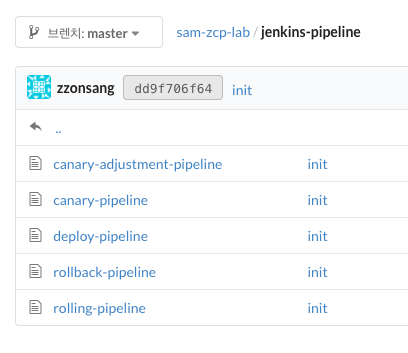 브렌치: master sam-zcp-lab / jenkins-pipeline
zzonsang dd9f706f64 init
..
canary-adjustment-pipeline init
canary-pipeline init
deploy-pipeline init
rollback-pipeline init
rolling-pipeline init